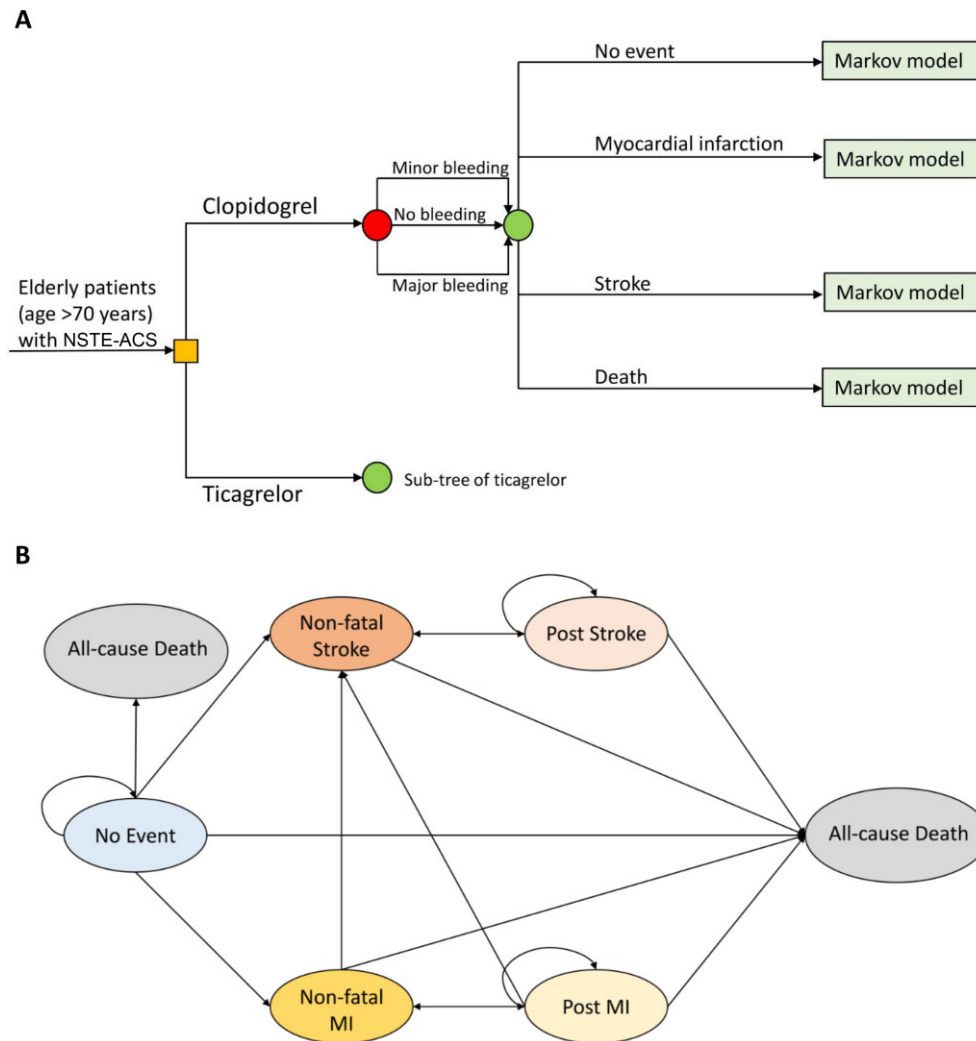 A
No event
Markov model
Myocardial infarction
Markov model
Minor bleeding
Clopidogrel
No bleeding
Major bleeding
Stroke
Markov model
Elderly patients
(age >70 years)
with NSTE-ACS
Death
Markov model
Ticagrelor
Sub-tree of ticagrelor
B
All-cause Death
Non-fatal
Stroke
Post Stroke
No Event
All-cause Death
Non-fatal
MI
Post MI